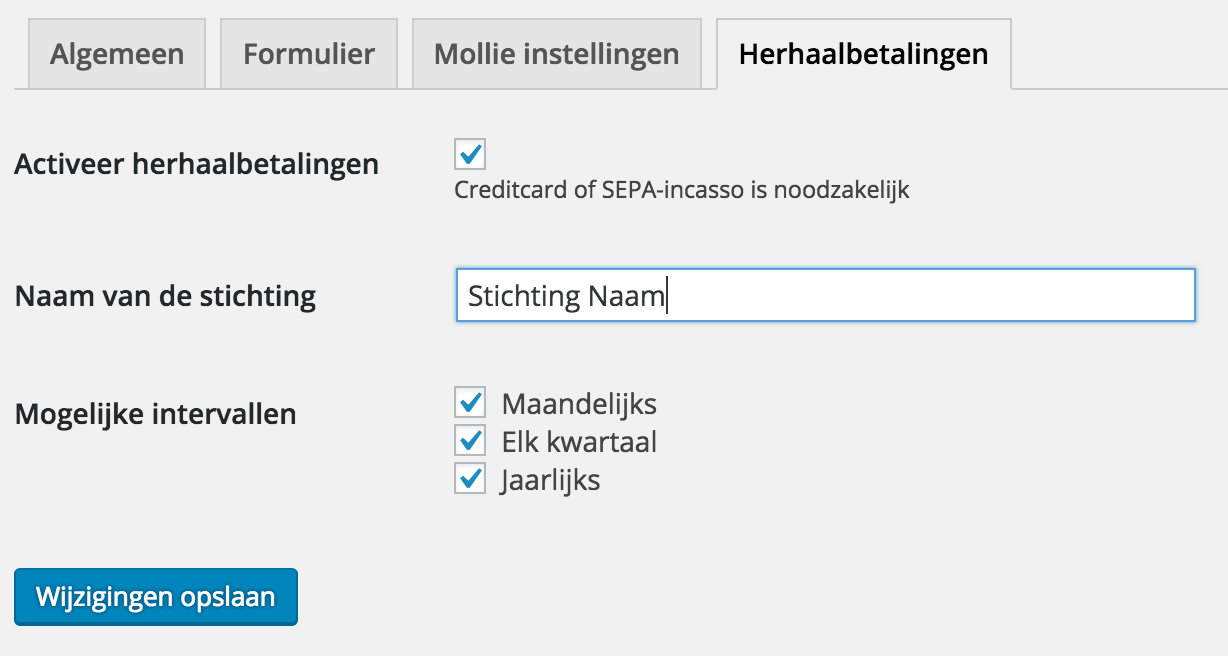 Algemeen Formulier Mollie instellingen Herhaalbetalingen
Activeer herhaalbetalingen
Creditcard of SEPA-incasso is noodzakelijk
Naam van de stichting Stichting Naam
Mogelijke intervallen Maandelijks
Elk kwartaal
Jaarlijks
Wijzigingen opslaan